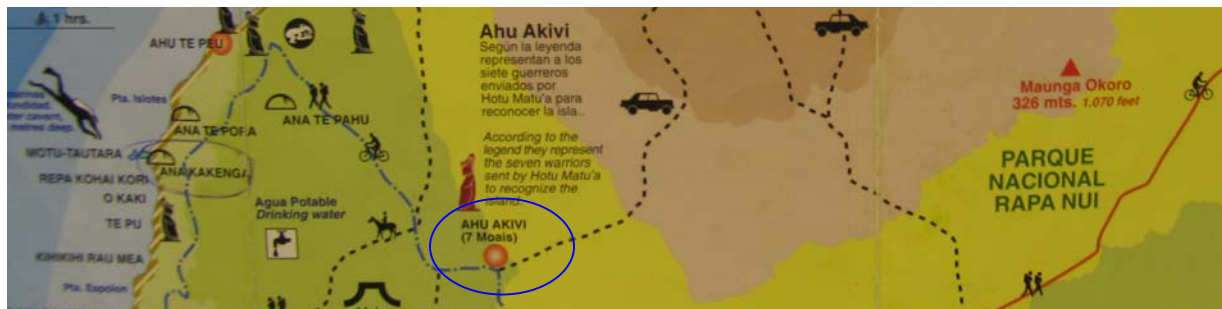 1 hrs.
AHU TE PEU
Pta. Islotes
ANA TE PORA
ANA TE PAHU
MOTU-TAUTARA
ANA KAKENGA
REPA KOHAI KORI
O KAKI
TE PU
KIHIKIHI RAU MEA
Agua Potable
Drinking water
Ahu Akivi
Según la leyenda
representan a los
siete guerreros
enviados por
Hotu Matu'a para
reconocer la isla..
According to the
legend they represent
the seven warriors
sent by Hotu Matu'a
to recognize the
island.
AHU AKIVI
(7 Moais)
Maunga Okoro
326 mts. 1.070 feet
PARQUE
NACIONAL
RAPA NUI